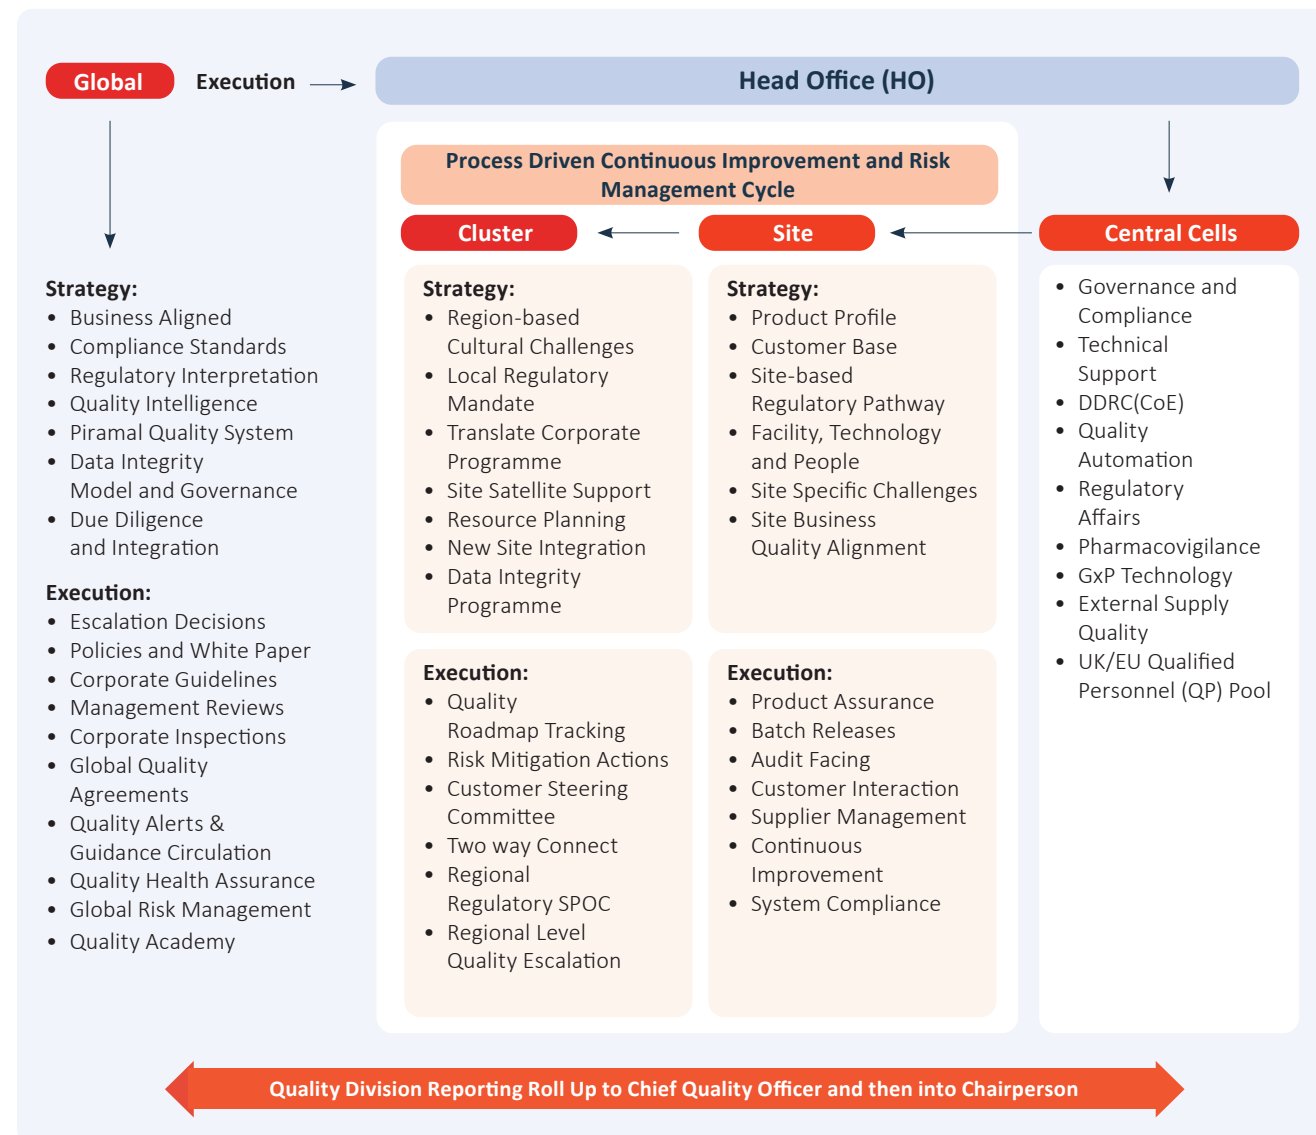 Global
Execution
Head Office (HO)
Process Driven Continuous Improvement and Risk
Management Cycle
Cluster
Site
Central Cells
Strategy:
• Business Aligned
• Compliance Standards
• Regulatory Interpretation
• Quality Intelligence
• Piramal Quality System
• Data Integrity
Model and Governance
• Due Diligence
and Integration
Execution:
• Escalation Decisions
• Policies and White Paper
• Corporate Guidelines
• Management Reviews
• Corporate Inspections
• Global Quality
Agreements
• Quality Alerts &
Guidance Circulation
• Quality Health Assurance
• Global Risk Management
• Quality Academy
Strategy:
• Region-based
Cultural Challenges
• Local Regulatory
Mandate
• Translate Corporate
Programme
• Site Satellite Support
• Resource Planning
• New Site Integration
• Data Integrity
Programme
Execution:
• Quality
Roadmap Tracking
• Risk Mitigation Actions
• Customer Steering
Committee
• Two way Connect
• Regional
Regulatory SPOC
• Regional Level
Quality Escalation
Strategy:
• Product Profile
• Customer Base
• Site-based
Regulatory Pathway
• Facility, Technology
and People
• Site Specific Challenges
• Site Business
Quality Alignment
Execution:
• Product Assurance
• Batch Releases
• Audit Facing
• Customer Interaction
• Supplier Management
• Continuous
Improvement
• System Compliance
• Governance and
Compliance
• Technical
Support
• DDRC(CoE)
• Quality
Automation
• Regulatory
Affairs
• Pharmacovigilance
• GxP Technology
• External Supply
Quality
• UK/EU Qualified
Personnel (QP) Pool
Quality Division Reporting Roll Up to Chief Quality Officer and then into Chairperson